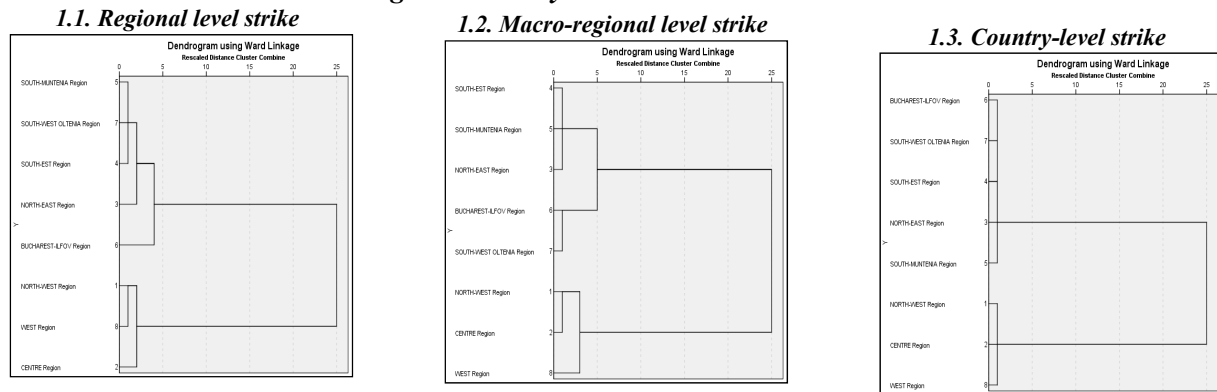 1.1. Regional level strike
Dendrogram using Ward Linkage
Rescaled Distance Cluster Combine
0 5 10 15 20 25
SOUTH-MUNTENIA Region 5
SOUTH-WEST OLTENIA Region 7
SOUTH-EST Region 4
NORTH-EAST Region 3
Y
BUCHAREST-ILFOV Region 6
NORTH-WEST Region 1
WEST Region 8
CENTRE Region 2
1.2. Macro-regional level strike
Dendrogram using Ward Linkage
Rescaled Distance Cluster Combine
0 5 10 15 20 25
SOUTH-EST Region 4
SOUTH-MUNTENIA Region 5
NORTH-EAST Region 3
BUCHAREST-ILFOV Region 6
Y
SOUTH-WEST OLTENIA Region 7
NORTH-WEST Region 1
CENTRE Region 2
WEST Region 8
1.3. Country-level strike
Dendrogram using Ward Linkage
Rescaled Distance Cluster Combine
0 5 10 15 20 25
BUCHAREST-ILFOV Region 6
SOUTH-WEST OLTENIA Region 7
SOUTH-EST Region 4
NORTH-EAST Region 3
Y
SOUTH-MUNTENIA Region 5
NORTH-WEST Region 1
CENTRE Region 2
WEST Region 8